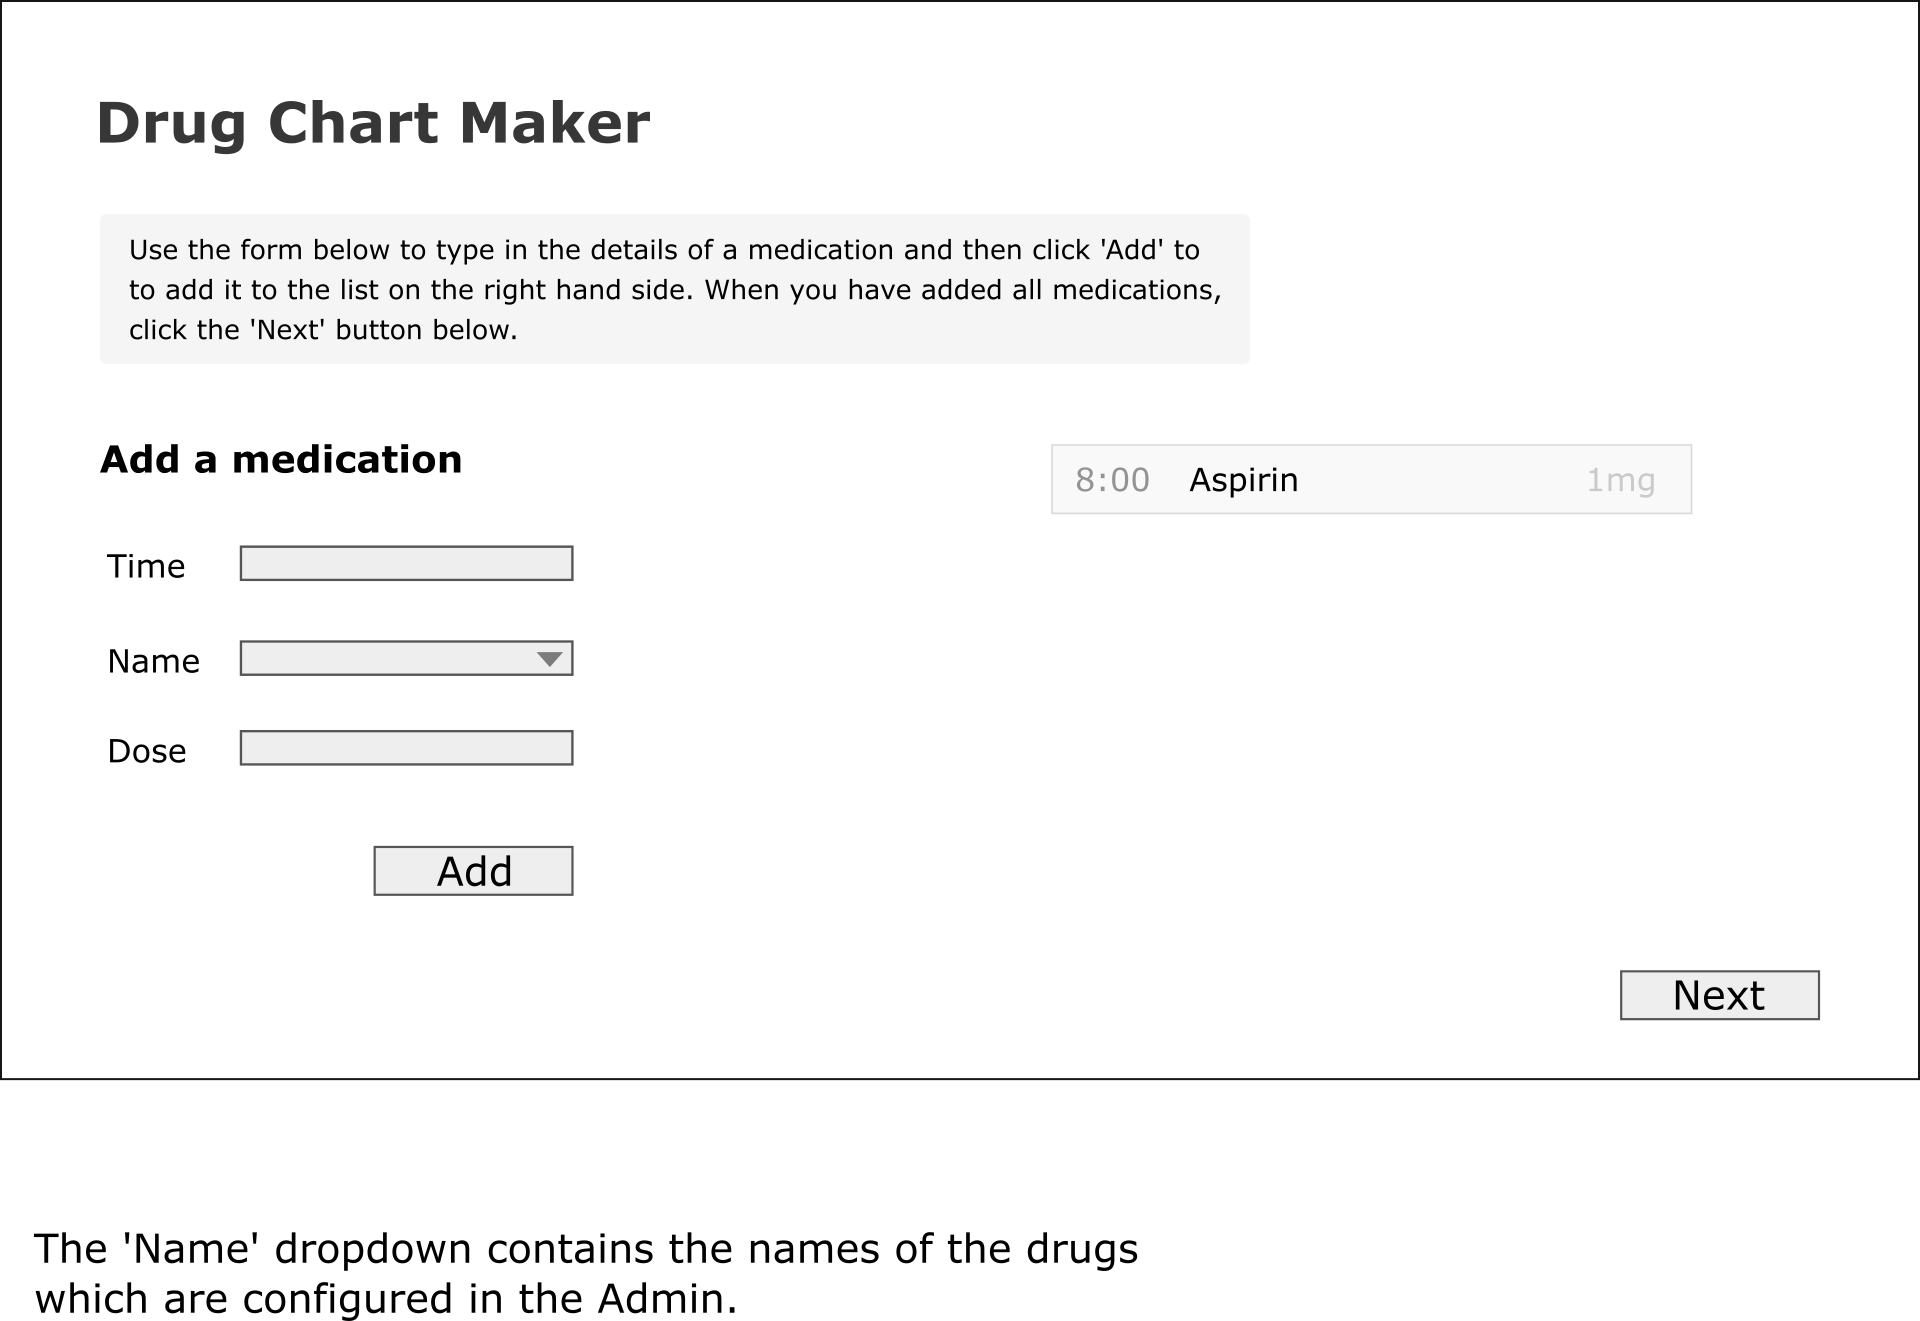 Drug Chart Maker
Use the form below to type in the details of a medication and then click 'Add' to
to add it to the list on the right hand side. When you have added all medications,
click the 'Next' button below.
Add a medication
8:00 Aspirin 1mg
Time
Name
Dose
Add
Next
The 'Name' dropdown contains the names of the drugs
which are configured in the Admin.